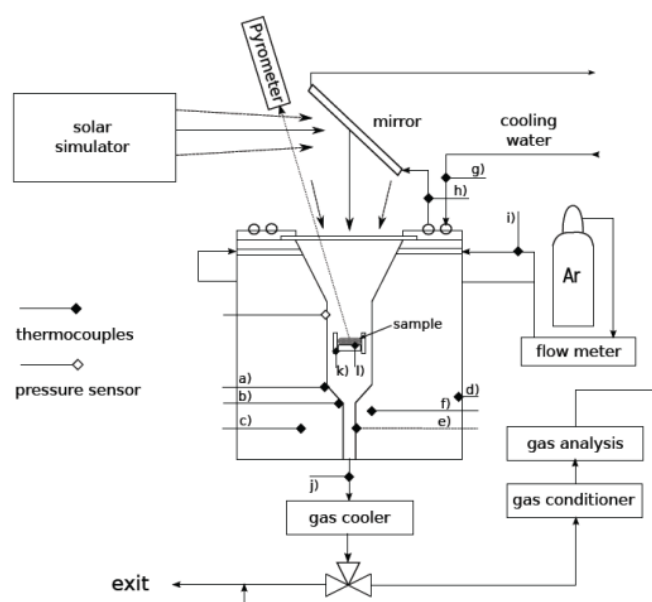 Pyrometer
solar
simulator
mirror
cooling
water
g)
h)
i)
Ar
flow meter
thermocouples
pressure sensor
sample
k) l)
a)
b)
c)
d)
f)
e)
j)
gas cooler
gas analysis
gas conditioner
exit